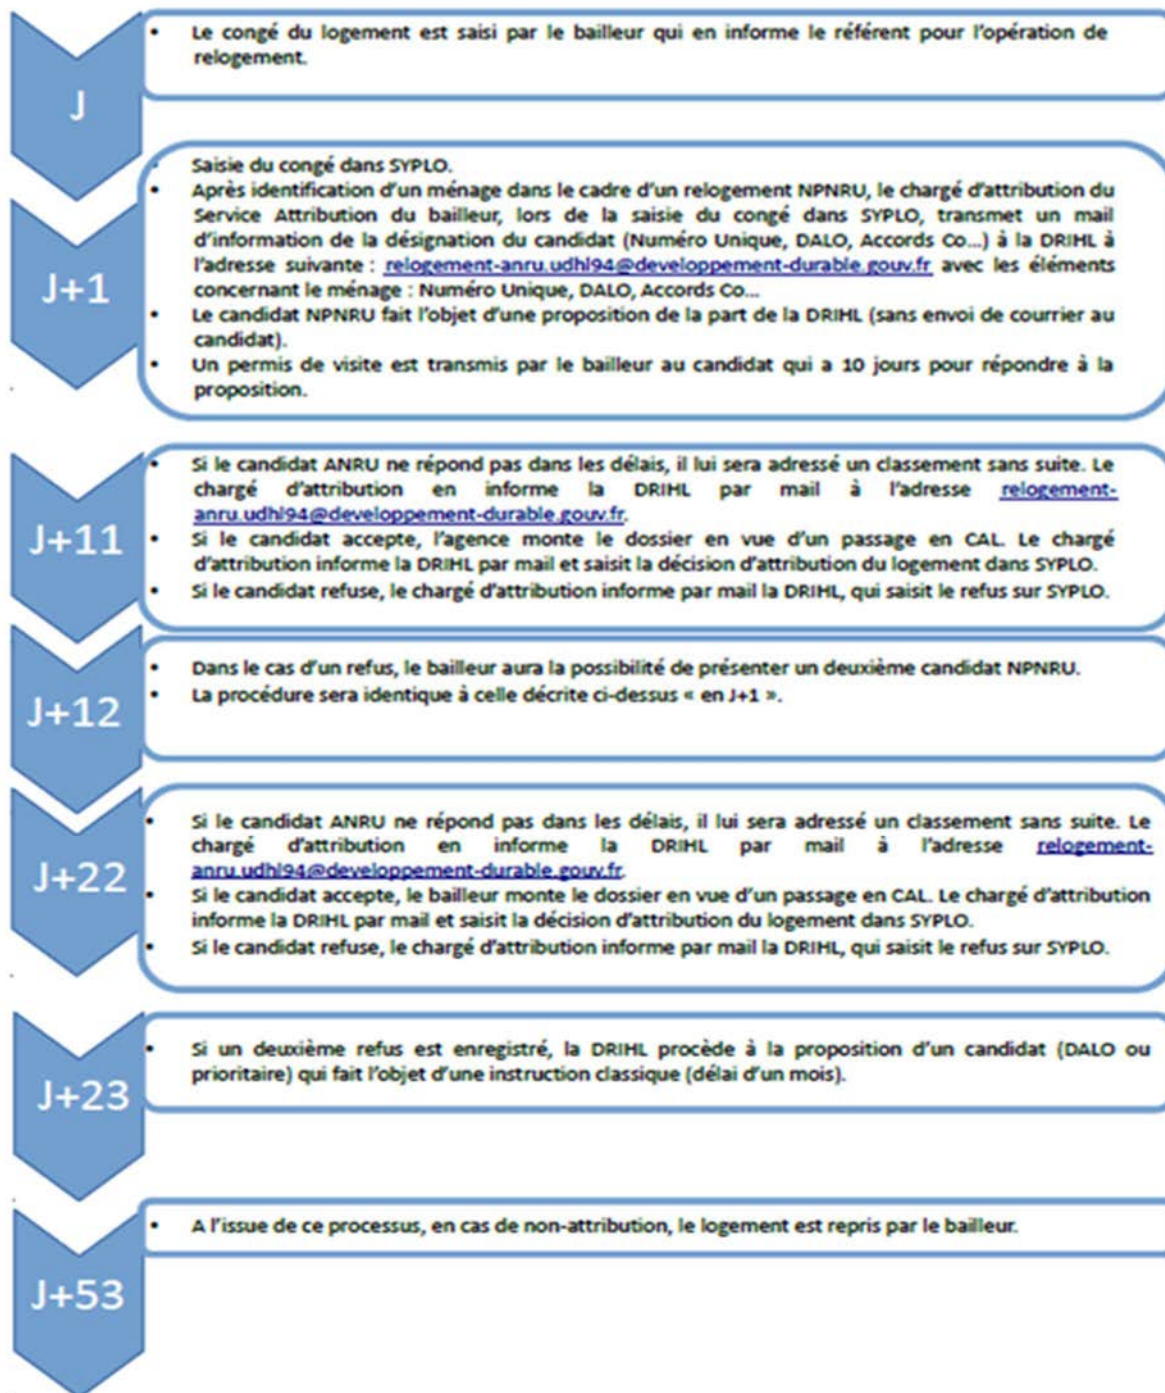 J
• Le congé du logement est saisi par le bailleur qui en informe le référent pour l'opération de
relogement.
J+1
Saisie du congé dans SYPLO.
• Après identification d'un ménage dans le cadre d'un relogement NPNRU, le chargé d'attribution du
Service Attribution du bailleur, lors de la saisie du congé dans SYPLO, transmet un mail
d'information de la désignation du candidat (Numéro Unique, DALO, Accords Co...) à la DRIHL à
l'adresse suivante : relogement-anru.udhl94@developpement-durable.gouv.fr avec les éléments
concernant le ménage : Numéro Unique, DALO, Accords Co...
• Le candidat NPNRU fait l'objet d'une proposition de la part de la DRIHL (sans envoi de courrier au
candidat).
• Un permis de visite est transmis par le bailleur au candidat qui a 10 jours pour répondre à la
proposition.
J+11
• Si le candidat ANRU ne répond pas dans les délais, il lui sera adressé un classement sans suite. Le
chargé d'attribution en informe la DRIHL par mail à l'adresse relogement-
anru.udhl94@developpement-durable.gouv.fr.
• Si le candidat accepte, l'agence monte le dossier en vue d'un passage en CAL. Le chargé
d'attribution informe la DRIHL par mail et saisit la décision d'attribution du logement dans SYPLO.
• Si le candidat refuse, le chargé d'attribution informe par mail la DRIHL, qui saisit le refus sur SYPLO.
J+12
• Dans le cas d'un refus, le bailleur aura la possibilité de présenter un deuxième candidat NPNRU.
• La procédure sera identique à celle décrite ci-dessus « en J+1 ».
J+22
• Si le candidat ANRU ne répond pas dans les délais, il lui sera adressé un classement sans suite. Le
chargé d'attribution en informe la DRIHL par mail à l'adresse relogement-
anru.udhl94@developpement-durable.gouv.fr.
• Si le candidat accepte, le bailleur monte le dossier en vue d'un passage en CAL. Le chargé d'attribution
informe la DRIHL par mail et saisit la décision d'attribution du logement dans SYPLO.
• Si le candidat refuse, le chargé d'attribution informe par mail la DRIHL, qui saisit le refus sur SYPLO.
J+23
• Si un deuxième refus est enregistré, la DRIHL procède à la proposition d'un candidat (DALO ou
prioritaire) qui fait l'objet d'une instruction classique (délai d'un mois).
J+53
• A l'issue de ce processus, en cas de non-attribution, le logement est repris par le bailleur.